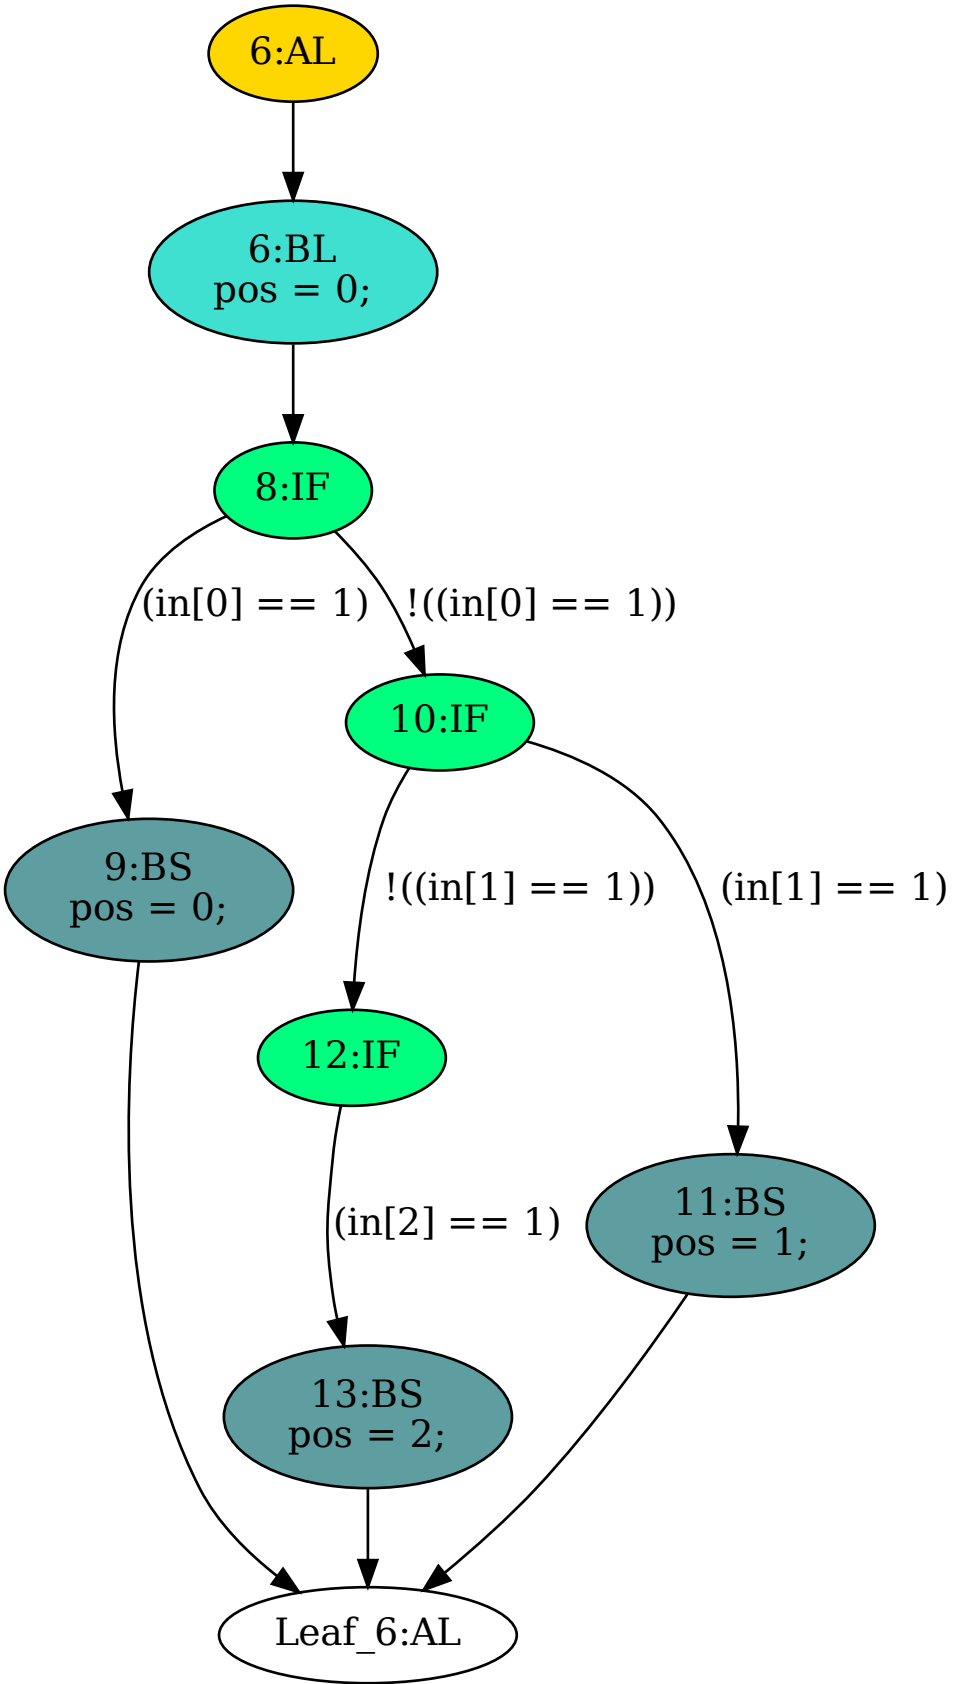 6:AL
6:BL
pos = 0;
8:IF
(in[0] == 1)
!((in[0] == 1))
10:IF
9:BS
pos = 0;
!((in[1] == 1))
(in[1] == 1)
12:IF
11:BS
pos = 1;
(in[2] == 1)
13:BS
pos = 2;
Leaf_6:AL